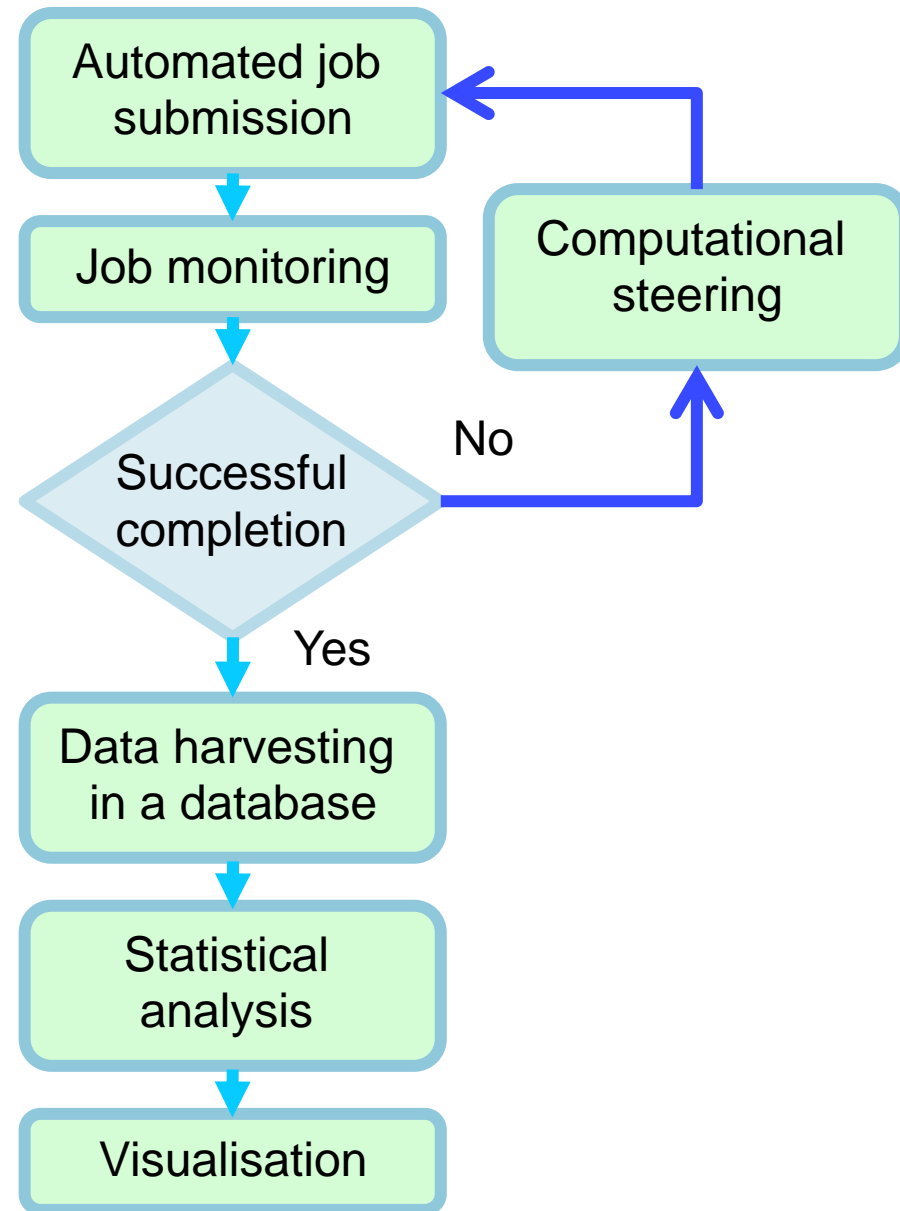 Automated job
submission
Job monitoring
Computational
steering
Successful
completion
No
Yes
Data harvesting
in a database
Statistical
analysis
Visualisation